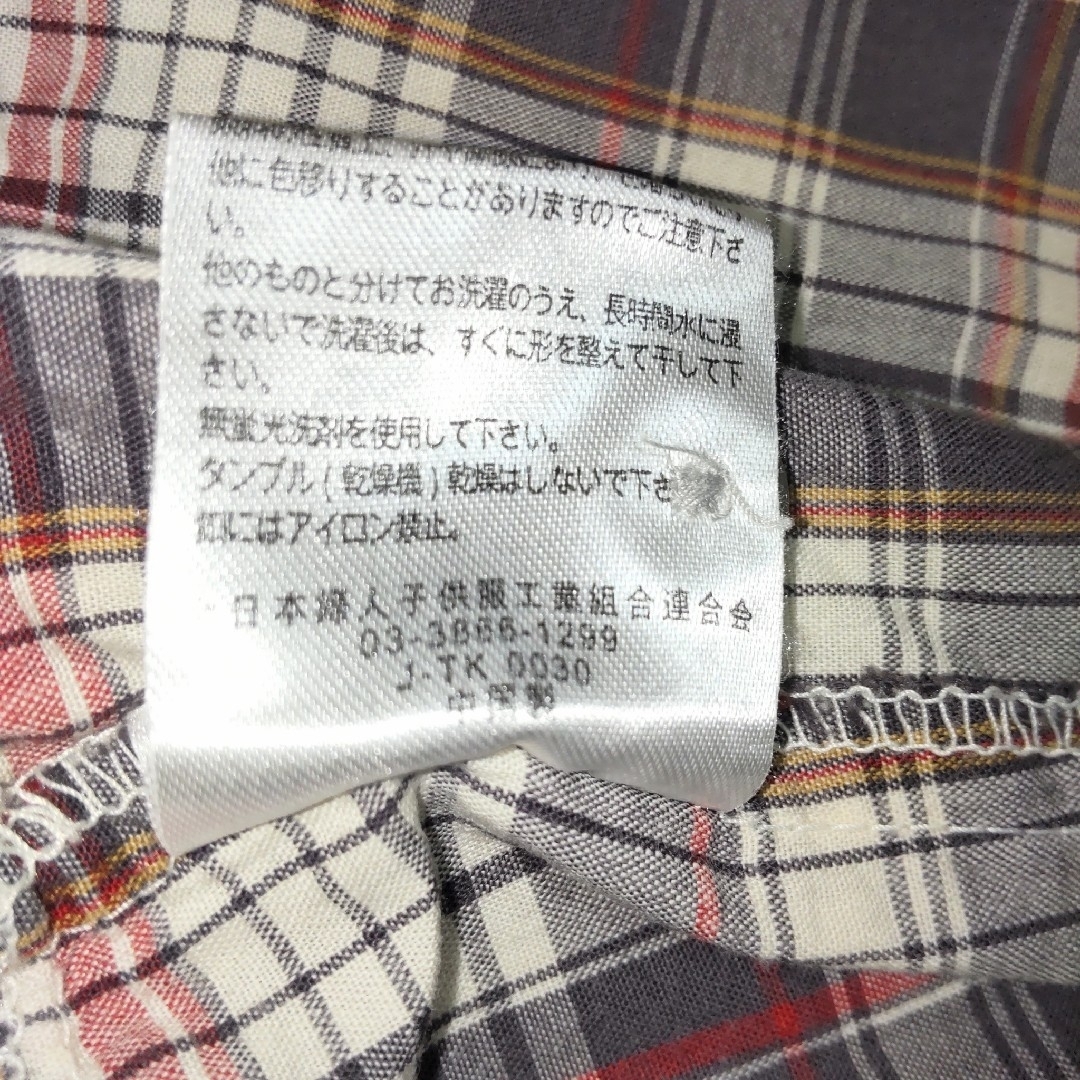 他に色移りすることがありますのでご注意下さ
い。
他のものと分けてお洗濯のうえ、長時間水に浸
さないで洗濯後は、すぐに形を整えて干して下
さい。
無蛍光洗剤を使用して下さい。
タンブル(乾燥機)乾燥はしないで下さ
釦にはアイロン禁止。
日本婦人子供服工業組合連合会
03-3866-1299
J-TK 0030
中国製